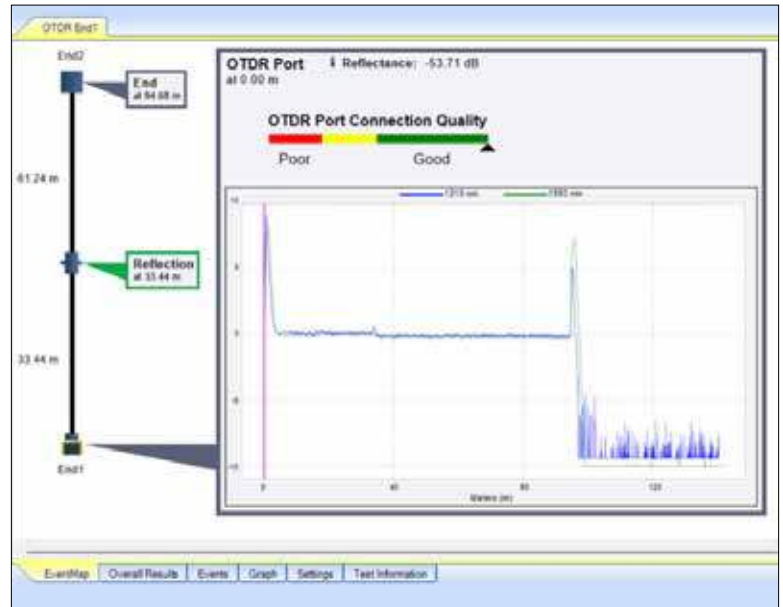 OTDR End1
End2
End
at 94.68 m
61.24 m
Reflection
at 33.44 m
33.44 m
End1
OTDR Port
Reflectance: -53.71 dB
at 0.00 m
OTDR Port Connection Quality
Poor
Good
1310 nm
0
40
80
120
Meters (m)
EventMap
Overall Results
Events
Graph
Settings
Test Information